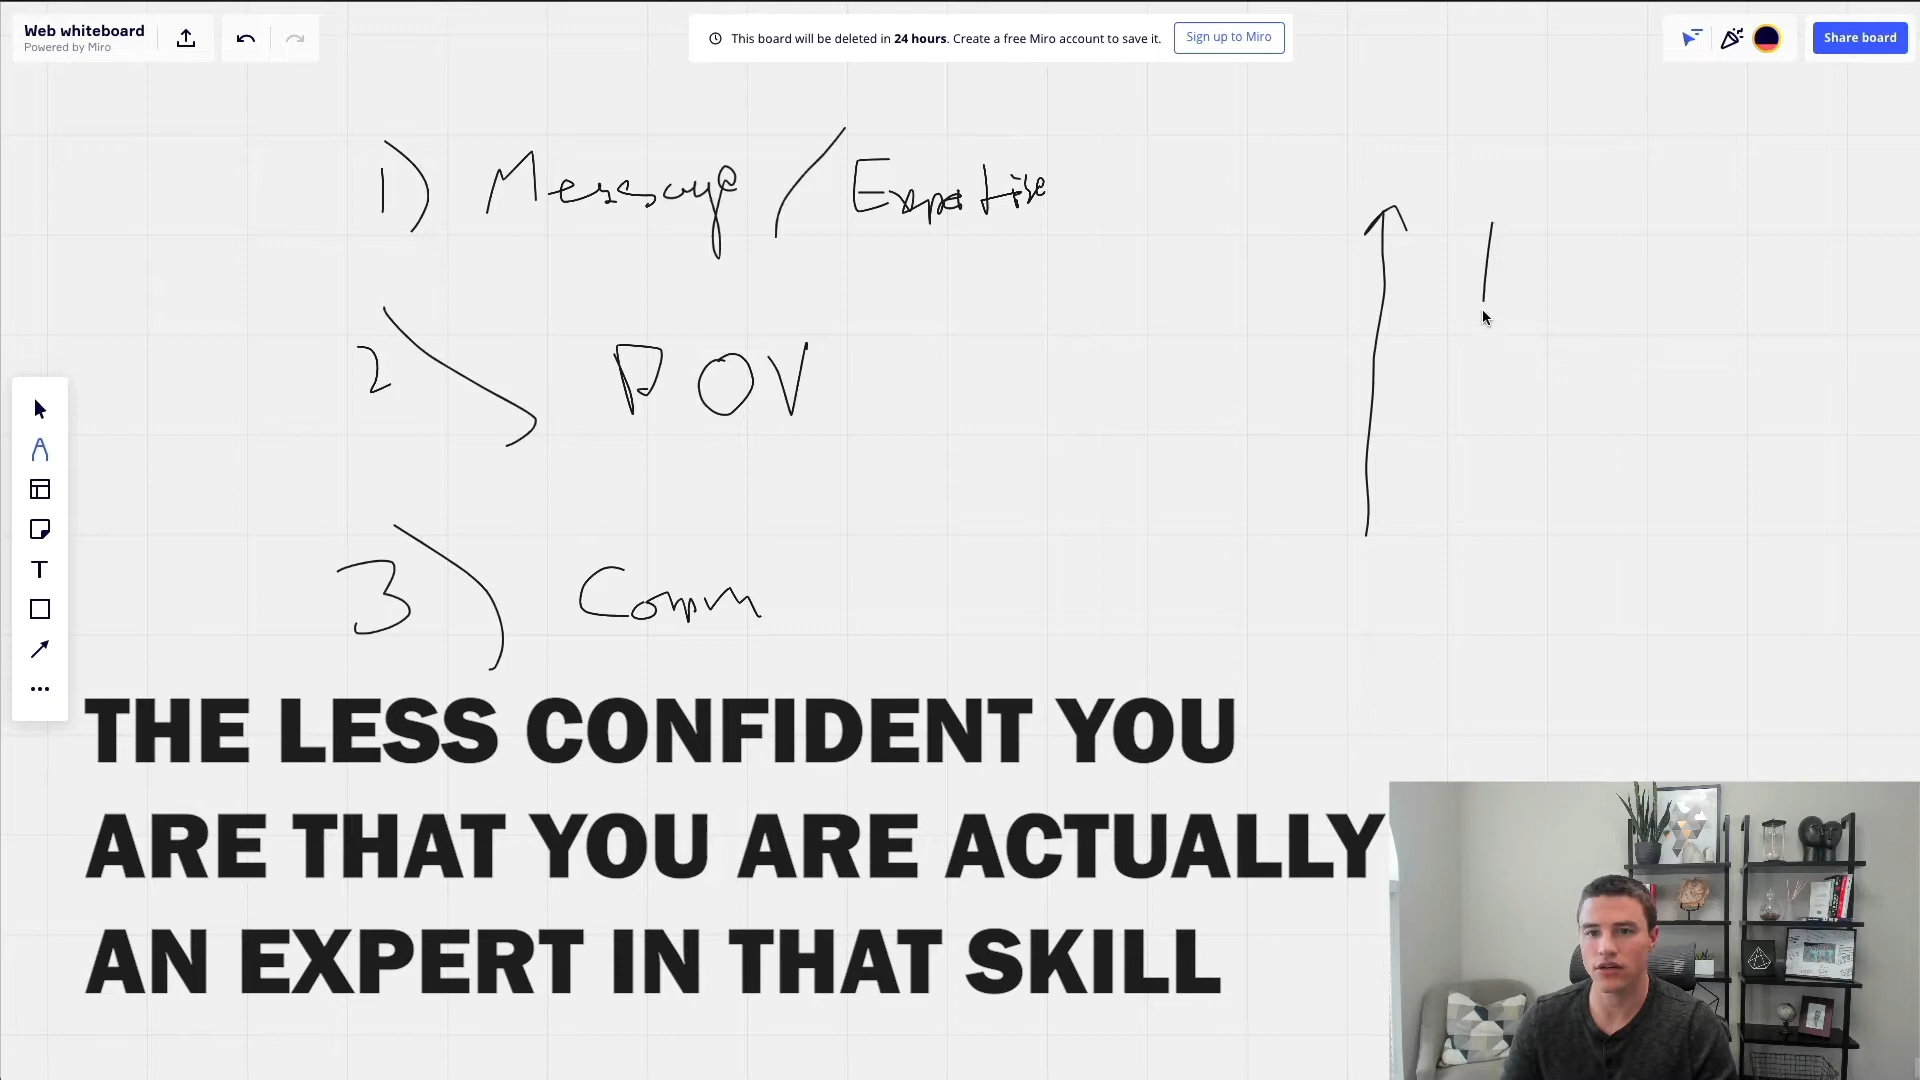 Web whiteboard
Powered by Miro
This board will be deleted in 24 hours. Create a free Miro account to save it.
Sign up to Miro
Share board
1) Message / Expertise
2) POV
3) Comm
T
THE LESS CONFIDENT YOU
ARE THAT YOU ARE ACTUALLY
AN EXPERT IN THAT SKILL